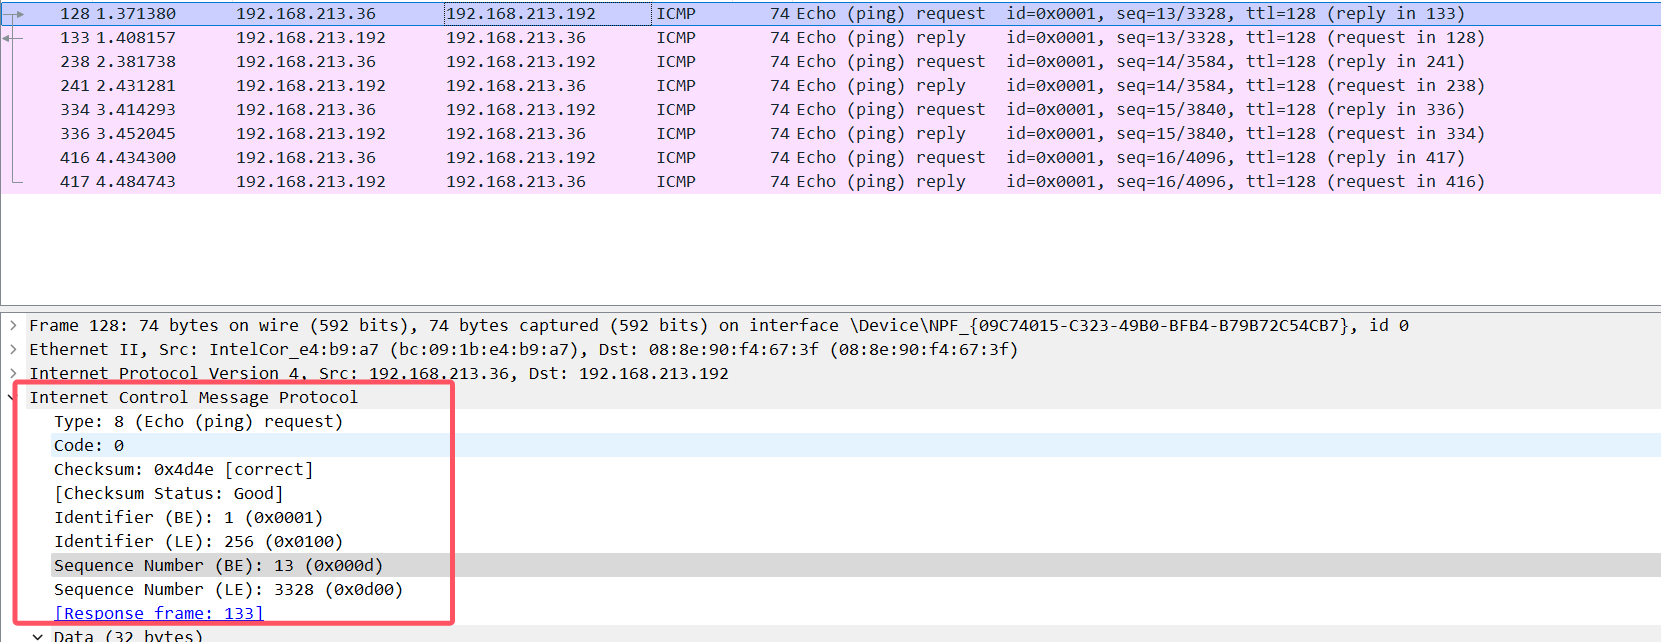 128 1.371380 192.168.213.36 192.168.213.192 ICMP 74 Echo (ping) request id=0x0001, seq=13/3328, ttl=128 (reply in 133)
133 1.408157 192.168.213.192 192.168.213.36 ICMP 74 Echo (ping) reply id=0x0001, seq=13/3328, ttl=128 (request in 128)
238 2.381738 192.168.213.36 192.168.213.192 ICMP 74 Echo (ping) request id=0x0001, seq=14/3584, ttl=128 (reply in 241)
241 2.431281 192.168.213.192 192.168.213.36 ICMP 74 Echo (ping) reply id=0x0001, seq=14/3584, ttl=128 (request in 238)
334 3.414293 192.168.213.36 192.168.213.192 ICMP 74 Echo (ping) request id=0x0001, seq=15/3840, ttl=128 (reply in 336)
336 3.452045 192.168.213.192 192.168.213.36 ICMP 74 Echo (ping) reply id=0x0001, seq=15/3840, ttl=128 (request in 334)
416 4.434300 192.168.213.36 192.168.213.192 ICMP 74 Echo (ping) request id=0x0001, seq=16/4096, ttl=128 (reply in 417)
417 4.484743 192.168.213.192 192.168.213.36 ICMP 74 Echo (ping) reply id=0x0001, seq=16/4096, ttl=128 (request in 416)
Frame 128: 74 bytes on wire (592 bits), 74 bytes captured (592 bits) on interface \Device\NPF_{09C74015-C323-49B0-BFB4-B79B72C54CB7}, id 0
Ethernet II, Src: IntelCor_e4:b9:a7 (bc:09:1b:e4:b9:a7), Dst: 08:8e:90:f4:67:3f (08:8e:90:f4:67:3f)
Internet Protocol Version 4, Src: 192.168.213.36, Dst: 192.168.213.192
Internet Control Message Protocol
Type: 8 (Echo (ping) request)
Code: 0
Checksum: 0x4d4e [correct]
[Checksum Status: Good]
Identifier (BE): 1 (0x0001)
Identifier (LE): 256 (0x0100)
Sequence Number (BE): 13 (0x000d)
Sequence Number (LE): 3328 (0x0d00)
[Response frame: 133]
Data (32 bytes)